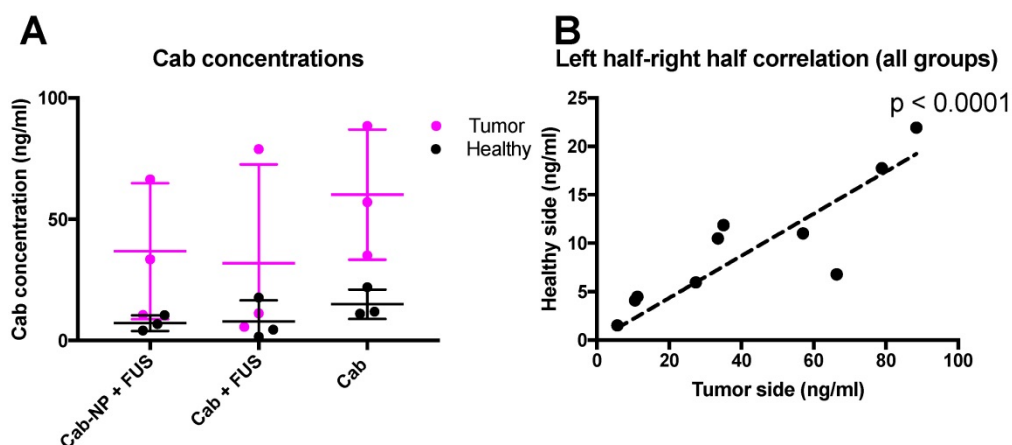 A
Cab concentrations
Cab concentration (ng/ml)
100
50
0
Tumor
Healthy
Cab-NP + FUS
Cab + FUS
Cab
B
Left half-right half correlation (all groups)
p < 0.0001
Healthy side (ng/ml)
25
20
15
10
5
0
0 20 40 60 80 100
Tumor side (ng/ml)